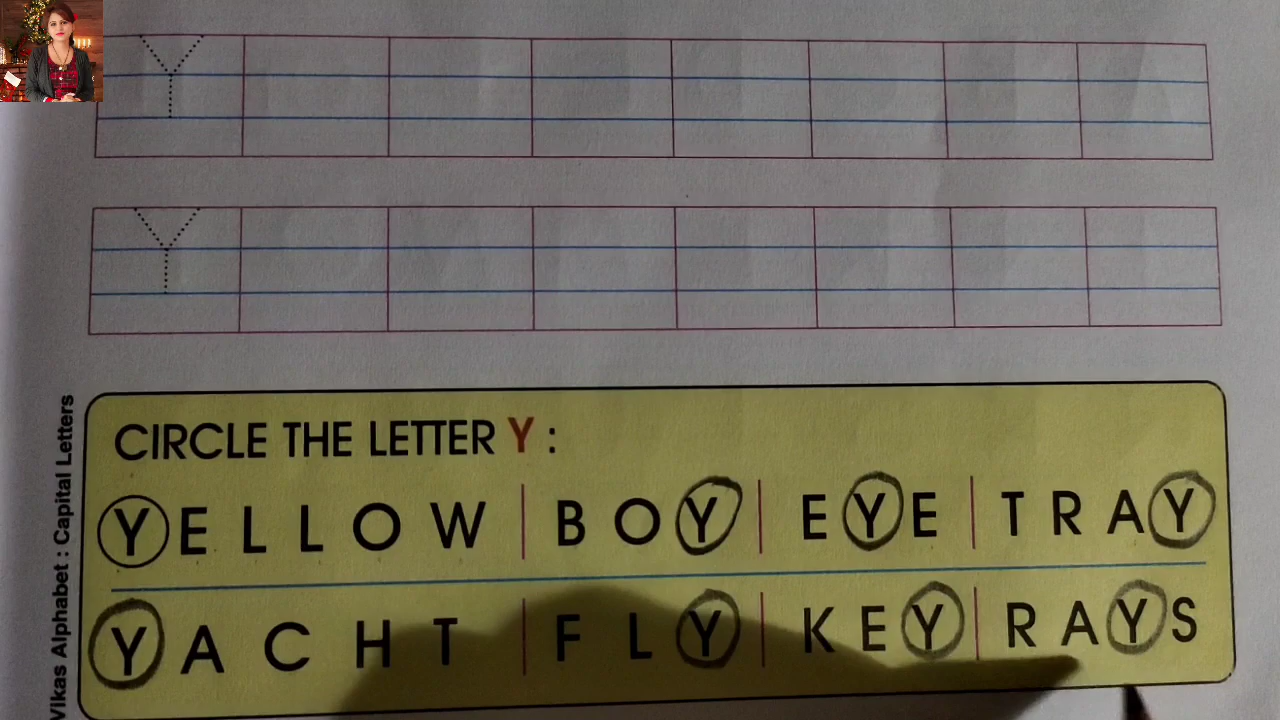 Y
Y
CIRCLE THE LETTER Y :
YELLOW | BOY | EYE | TRAY
YACHT | FLY | KEY | RAYS
Vikas Alphabet : Capital Letters